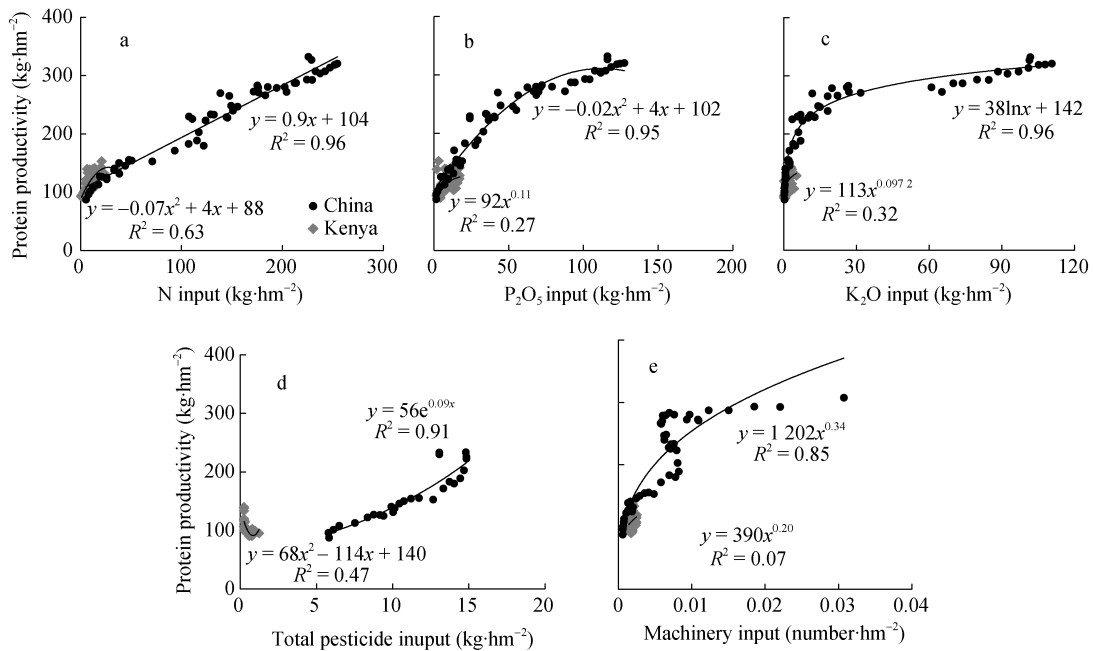 400
300
200
100
0
Protein productivity (kg·hm⁻²)
a
y = 0.9x + 104
R² = 0.96
y = –0.07x² + 4x + 88
R² = 0.63
China
Kenya
0 100 200 300
N input (kg·hm⁻²)
b
y = –0.02x² + 4x + 102
R² = 0.95
y = 92x^0.11
R² = 0.27
0 50 100 150 200
P₂O₅ input (kg·hm⁻²)
c
y = 38lnx + 142
R² = 0.96
y = 113x^0.097 2
R² = 0.32
0 30 60 90 120
K₂O input (kg·hm⁻²)
400
300
200
100
0
Protein productivity (kg·hm⁻²)
d
y = 56e^0.09x
R² = 0.91
y = 68x² – 114x + 140
R² = 0.47
0 5 10 15 20
Total pesticide inuput (kg·hm⁻²)
e
y = 1 202x^0.34
R² = 0.85
y = 390x^0.20
R² = 0.07
0 0.01 0.02 0.03 0.04
Machinery input (number·hm⁻²)